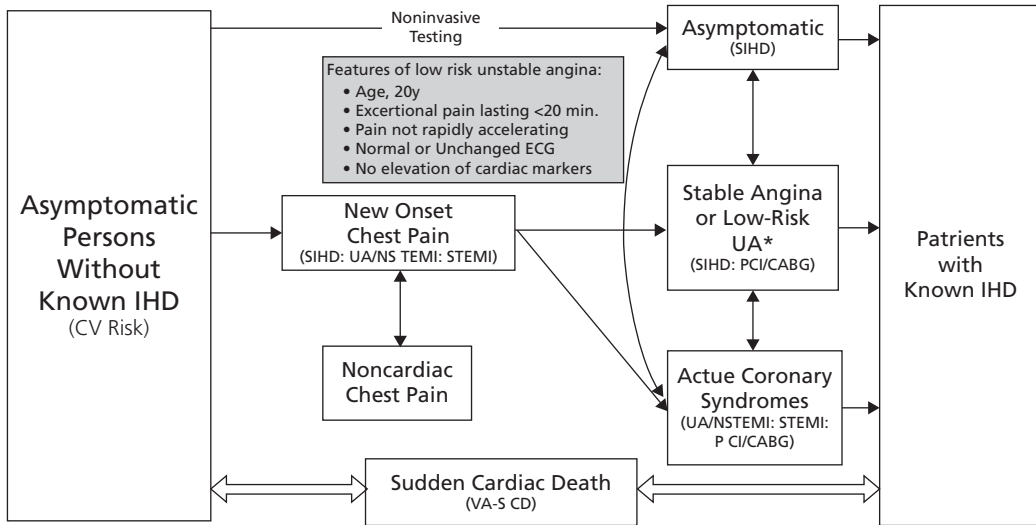 Noninvasive
Testing
Asymptomatic
(SIHD)
Features of low risk unstable angina:
• Age, 20y
• Excertional pain lasting <20 min.
• Pain not rapidly accelerating
• Normal or Unchanged ECG
• No elevation of cardiac markers
Asymptomatic
Persons
Without
Known IHD
(CV Risk)
New Onset
Chest Pain
(SIHD: UA/NS TEMI: STEMI)
Stable Angina
or Low-Risk
UA*
(SIHD: PCI/CABG)
Patrients
with
Known IHD
Noncardiac
Chest Pain
Actue Coronary
Syndromes
(UA/NSTEMI: STEMI:
P CI/CABG)
Sudden Cardiac Death
(VA-S CD)